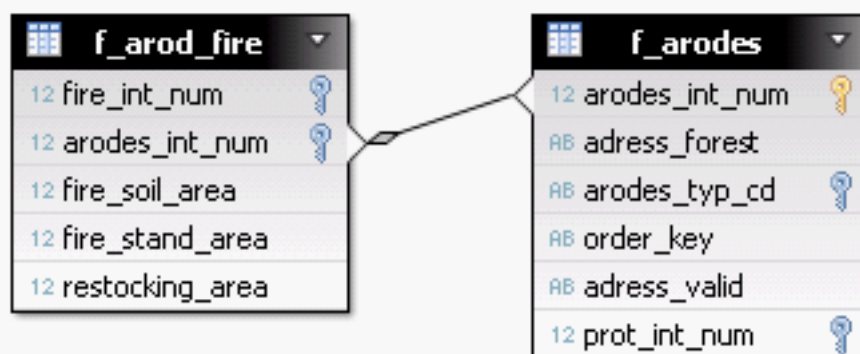 f_arod_fire
12 fire_int_num
12 arodes_int_num
12 fire_soil_area
12 fire_stand_area
12 restocking_area
f_arodes
12 arodes_int_num
AB adress_forest
AB arodes_typ_cd
AB order_key
AB adress_valid
12 prot_int_num